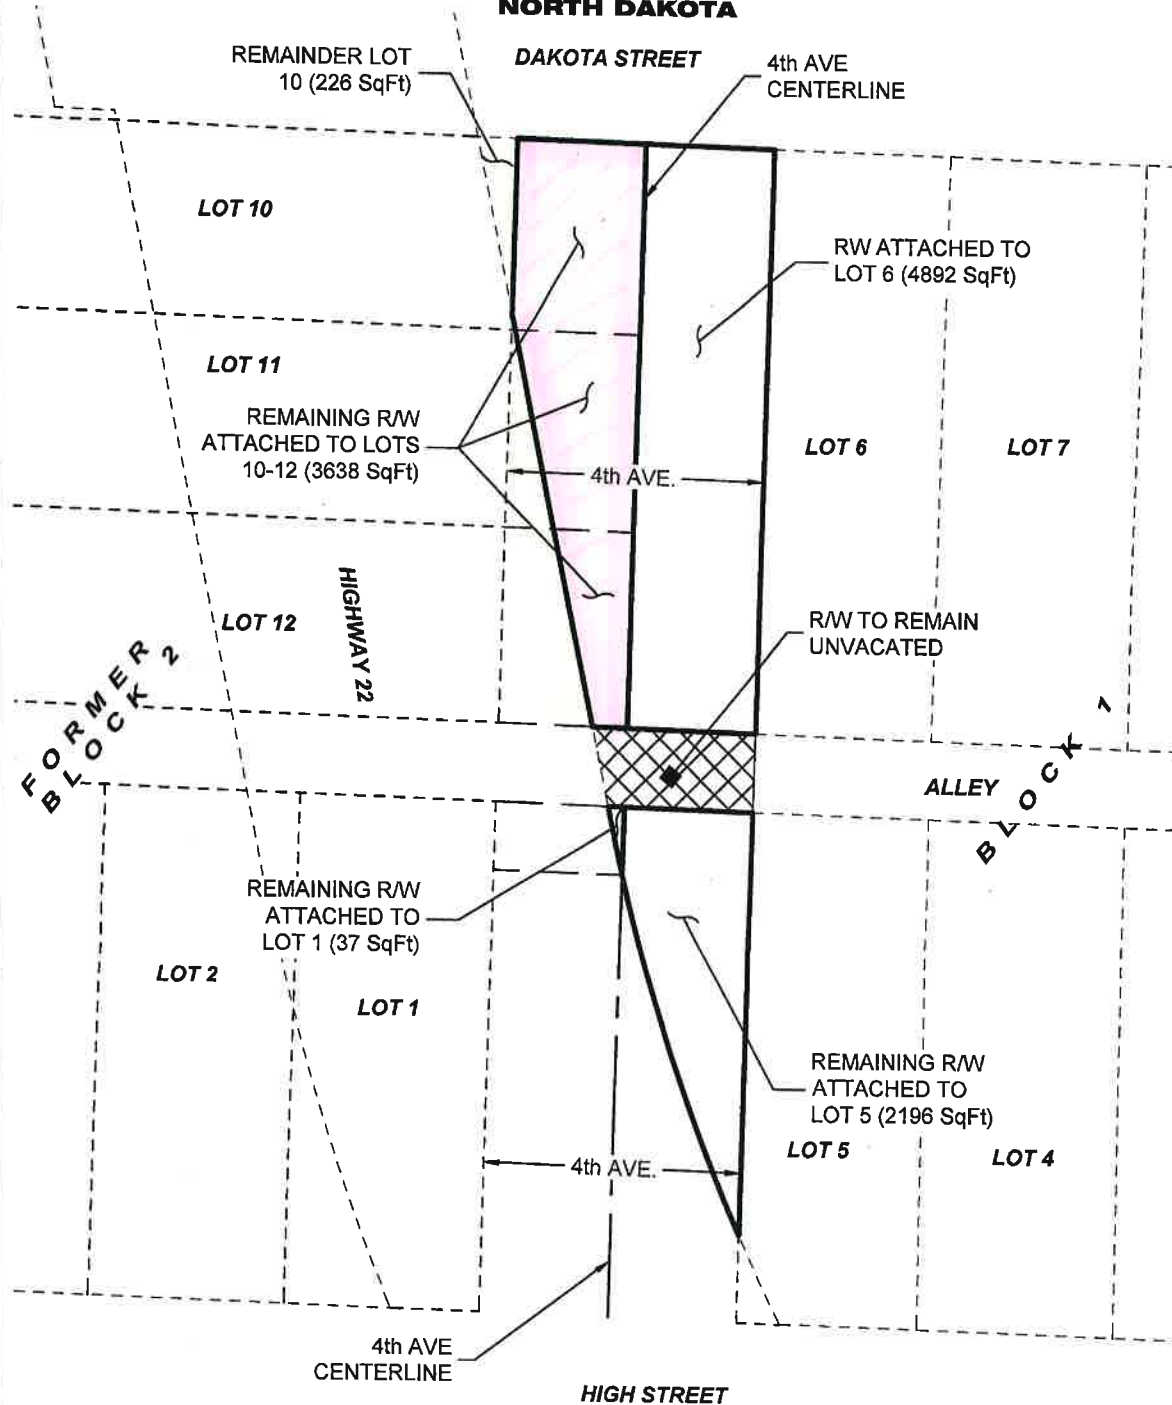 NORTH DAKOTA
DAKOTA STREET
REMAINDER LOT
10 (226 SqFt)
4th AVE
CENTERLINE
LOT 10
RW ATTACHED TO
LOT 6 (4892 SqFt)
LOT 11
REMAINING R/W
ATTACHED TO LOTS
10-12 (3638 SqFt)
LOT 6
LOT 7
4th AVE.
HIGHWAY 22
LOT 12
R/W TO REMAIN
UNVACATED
FORMER
BLOCK 2
ALLEY
BLOCK 1
REMAINING R/W
ATTACHED TO
LOT 1 (37 SqFt)
LOT 2
LOT 1
REMAINING R/W
ATTACHED TO
LOT 5 (2196 SqFt)
LOT 5
LOT 4
4th AVE.
4th AVE
CENTERLINE
HIGH STREET